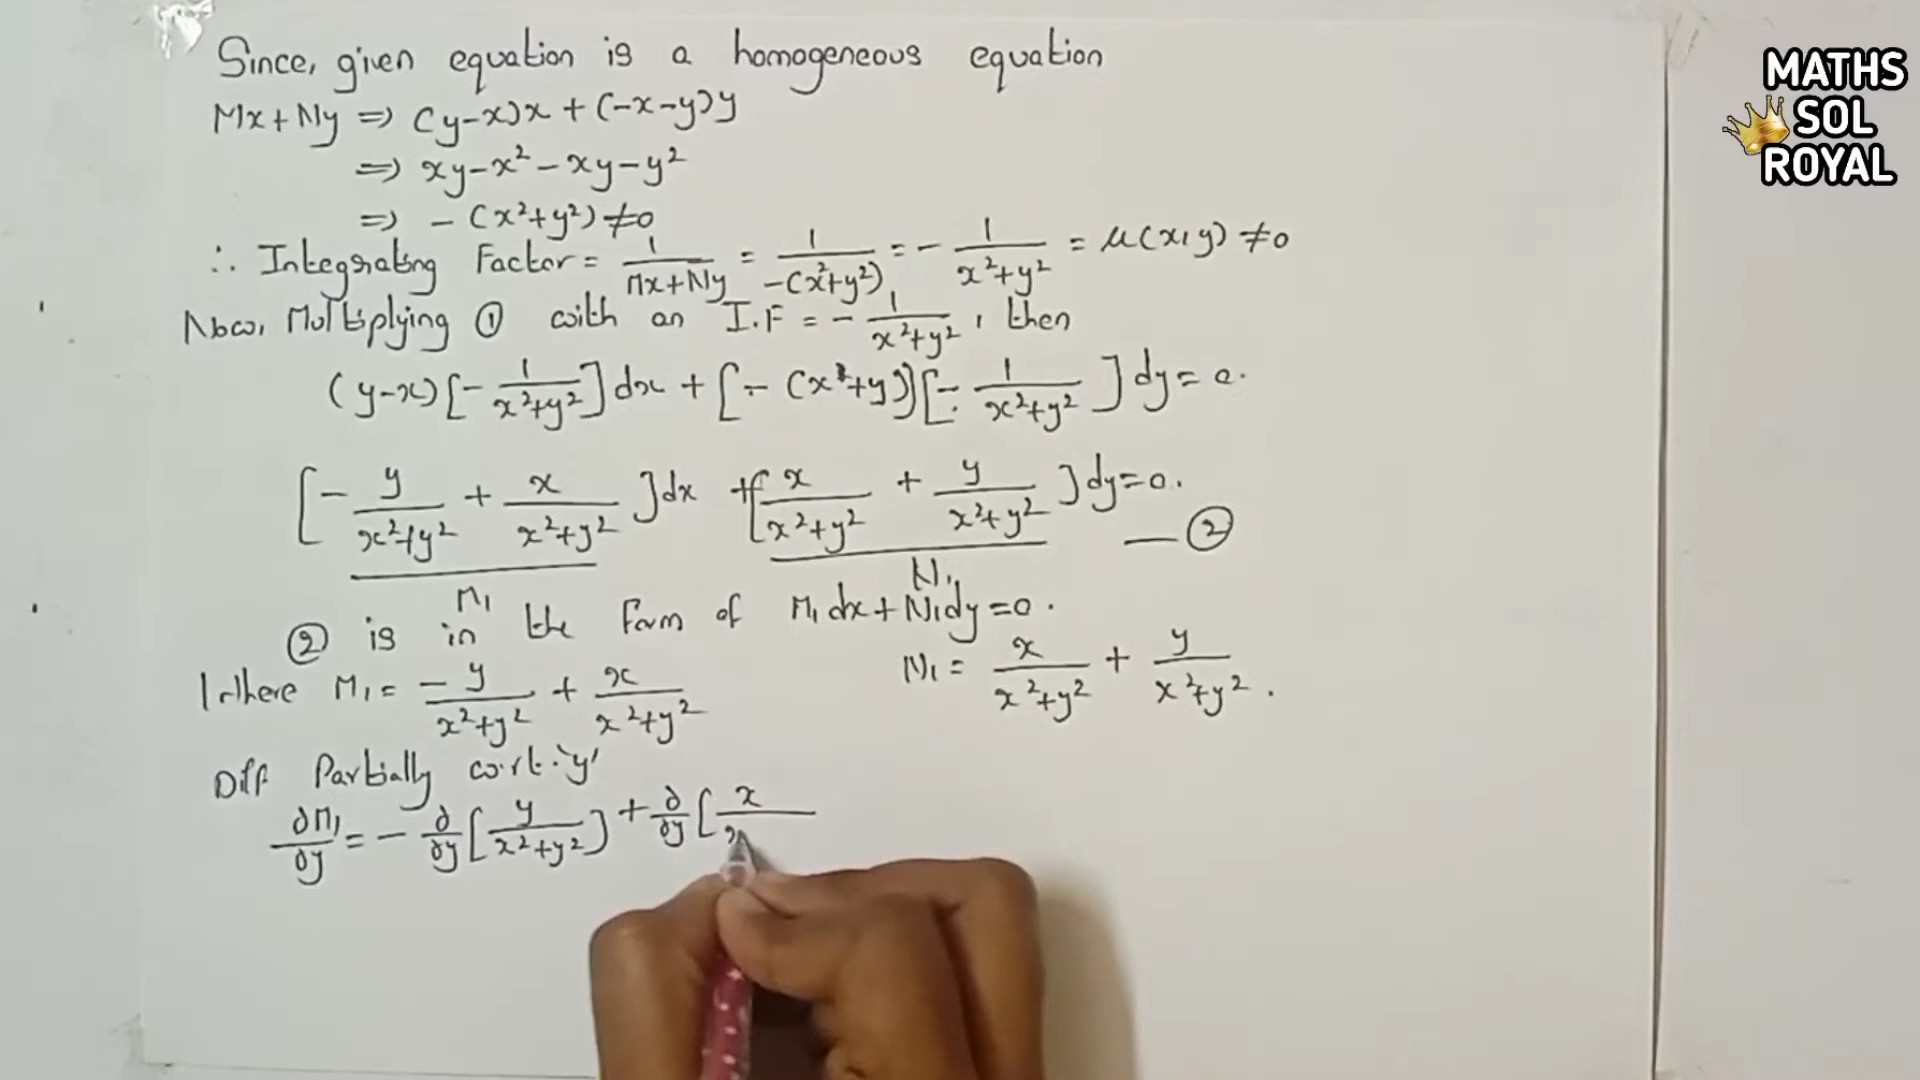 Since, given equation is a homogeneous equation
Mx+Ny => (y-x)x + (-x-y)y
=> xy-x² - xy-y²
=> - (x²+y²) ≠0
∴ Integrating Factor = 1/(Mx+Ny) = 1/(-(x²+y²)) = - 1/(x²+y²) = μ(x,y) ≠0
Now, Multiplying ① with an I.F = - 1/(x²+y²), then
(y-x)[- 1/(x²+y²)]dx + [- (x+y)][- 1/(x²+y²)]dy=0.
[- y/(x²+y²) + x/(x²+y²)]dx + [x/(x²+y²) + y/(x²+y²)]dy=0.
— ②
M₁ N₁
② is in the form of M₁dx+N₁dy=0.
Where M₁ = -y/(x²+y²) + x/(x²+y²) N₁ = x/(x²+y²) + y/(x²+y²).
Diff Partially w.r.t. 'y'
∂M₁/∂y = - ∂/∂y [y/(x²+y²)] + ∂/∂y [x/x
MATHS
SOL
ROYAL